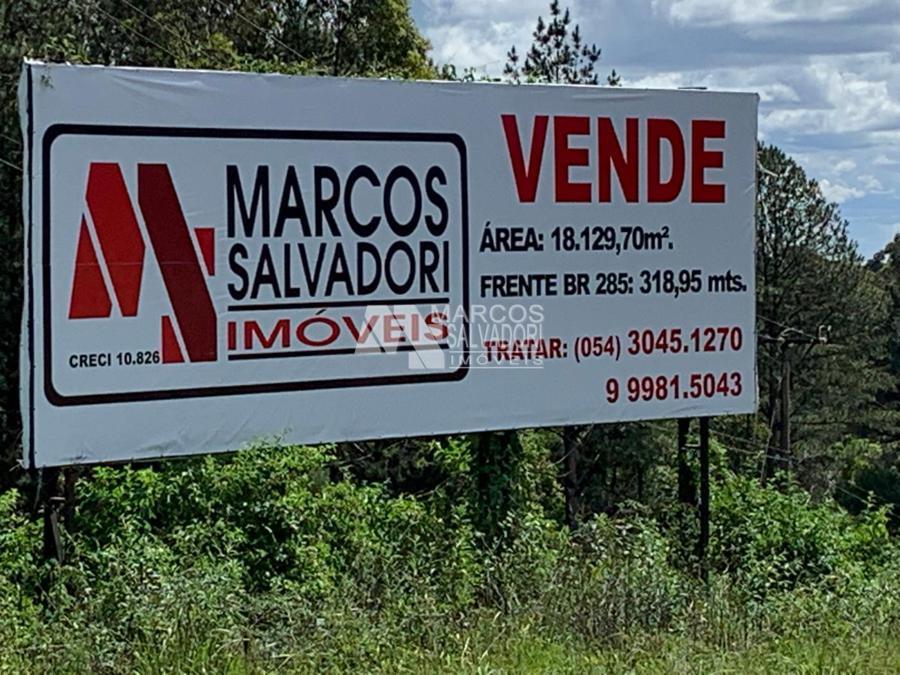 MARCOS
SALVADORI
IMÓVEIS
CRECI 10.826
VENDE
ÁREA: 18.129,70m².
FRENTE BR 285: 318,95 mts.
TRATAR: (054) 3045.1270
9 9981.5043
MARCOS
SALVADORI
IMÓVEIS